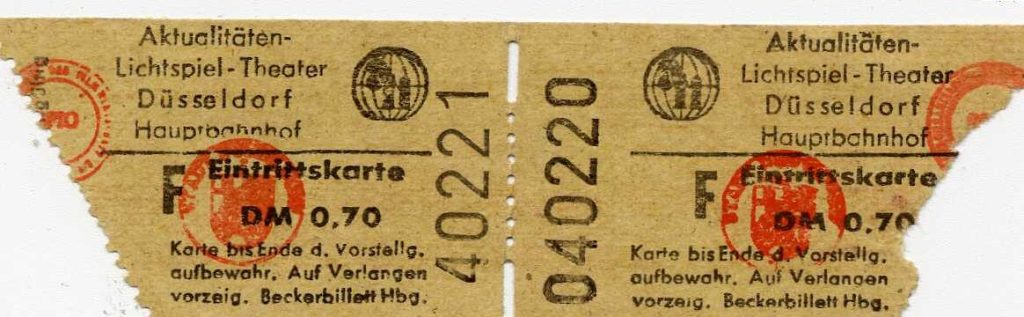 Aktualitäten-
Lichtspiel-Theater
Düsseldorf
Hauptbahnhof
F Eintrittskarte
DM 0,70
Karte bis Ende d. Vorstellg.
aufbewahr. Auf Verlangen
vorzeig. Beckerbillett Hbg.
40221
Aktualitäten-
Lichtspiel-Theater
Düsseldorf
Hauptbahnhof
F Eintrittskarte
DM 0,70
Karte bis Ende d. Vorstellg.
aufbewahr. Auf Verlangen
vorzeig. Beckerbillett Hbg.
040220